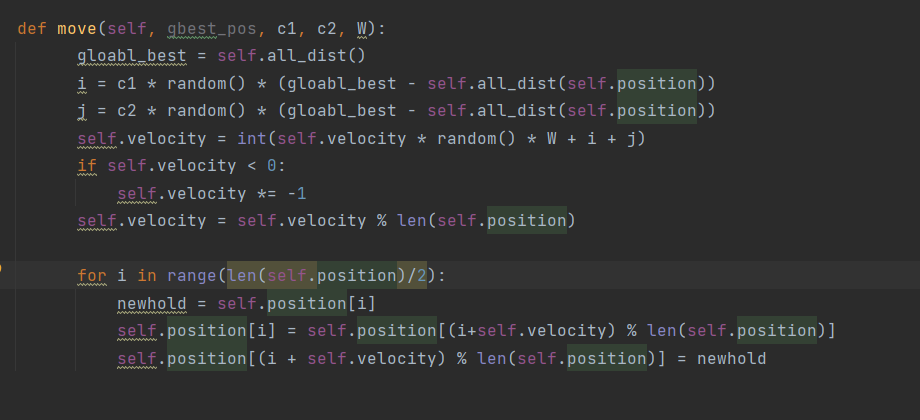 def move(self, gbest_pos, c1, c2, W):
gloabl_best = self.all_dist()
i = c1 * random() * (gloabl_best - self.all_dist(self.position))
j = c2 * random() * (gloabl_best - self.all_dist(self.position))
self.velocity = int(self.velocity * random() * W + i + j)
if self.velocity < 0:
self.velocity *= -1
self.velocity = self.velocity % len(self.position)
for i in range(len(self.position)/2):
newhold = self.position[i]
self.position[i] = self.position[(i+self.velocity) % len(self.position)]
self.position[(i + self.velocity) % len(self.position)] = newhold